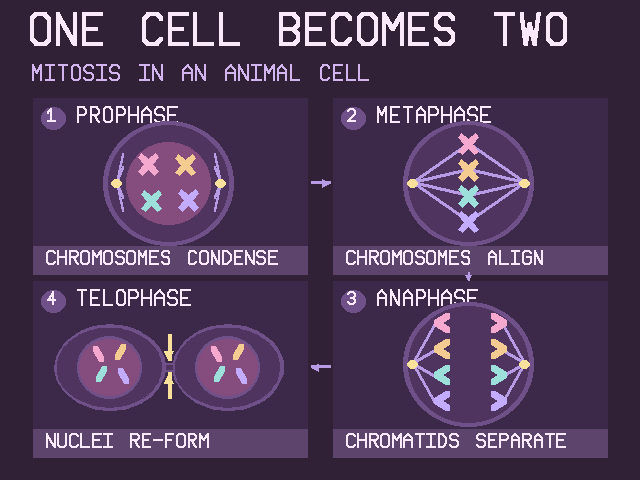 ONE CELL BECOMES TWO
MITOSIS IN AN ANIMAL CELL
1 PROPHASE
CHROMOSOMES CONDENSE
2 METAPHASE
CHROMOSOMES ALIGN
3 ANAPHASE
CHROMATIDS SEPARATE
4 TELOPHASE
NUCLEI RE-FORM